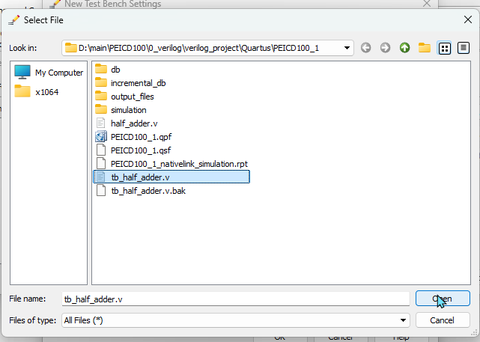 New Test Bench Settings
Select File
Look in:
D:\main\PEICD100\0_verilog\verilog_project\Quartus\PEICD100_1
My Computer
x1064
db
incremental_db
output_files
simulation
half_adder.v
PEICD100_1.qpf
PEICD100_1.qsf
PEICD100_1_nativelink_simulation.rpt
tb_half_adder.v
tb_half_adder.v.bak
File name:
tb_half_adder.v
Open
Files of type:
All Files (*)
Cancel
OK
Cancel
Help